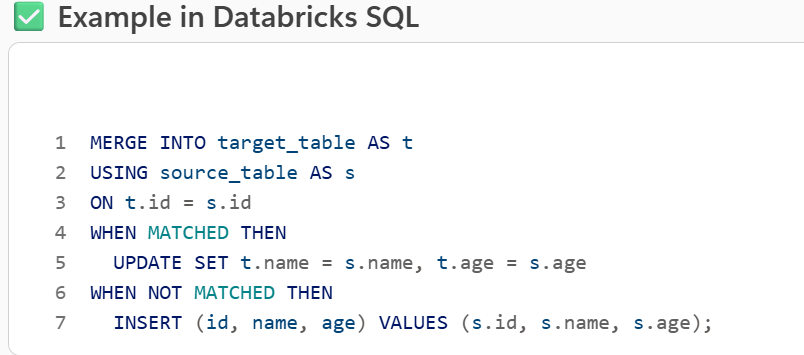 ✅ Example in Databricks SQL
1 MERGE INTO target_table AS t
2 USING source_table AS s
3 ON t.id = s.id
4 WHEN MATCHED THEN
5   UPDATE SET t.name = s.name, t.age = s.age
6 WHEN NOT MATCHED THEN
7   INSERT (id, name, age) VALUES (s.id, s.name, s.age);